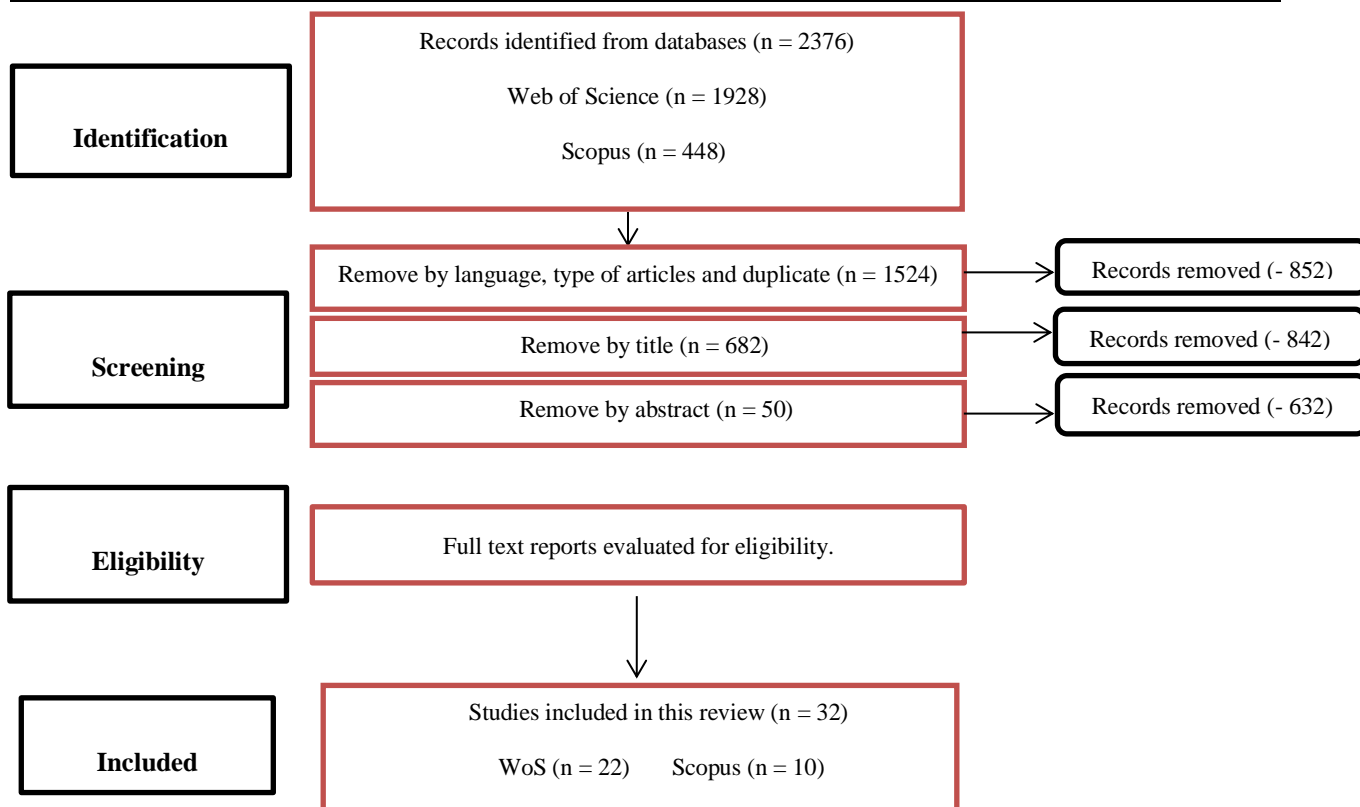 Records identified from databases (n = 2376)
Web of Science (n = 1928)
Identification
Scopus (n = 448)
Remove by language, type of articles and duplicate (n = 1524)
Records removed (- 852)
Screening
Remove by title (n = 682)
Records removed (- 842)
Remove by abstract (n = 50)
Records removed (- 632)
Eligibility
Full text reports evaluated for eligibility.
Included
Studies included in this review (n = 32)
WoS (n = 22) Scopus (n = 10)